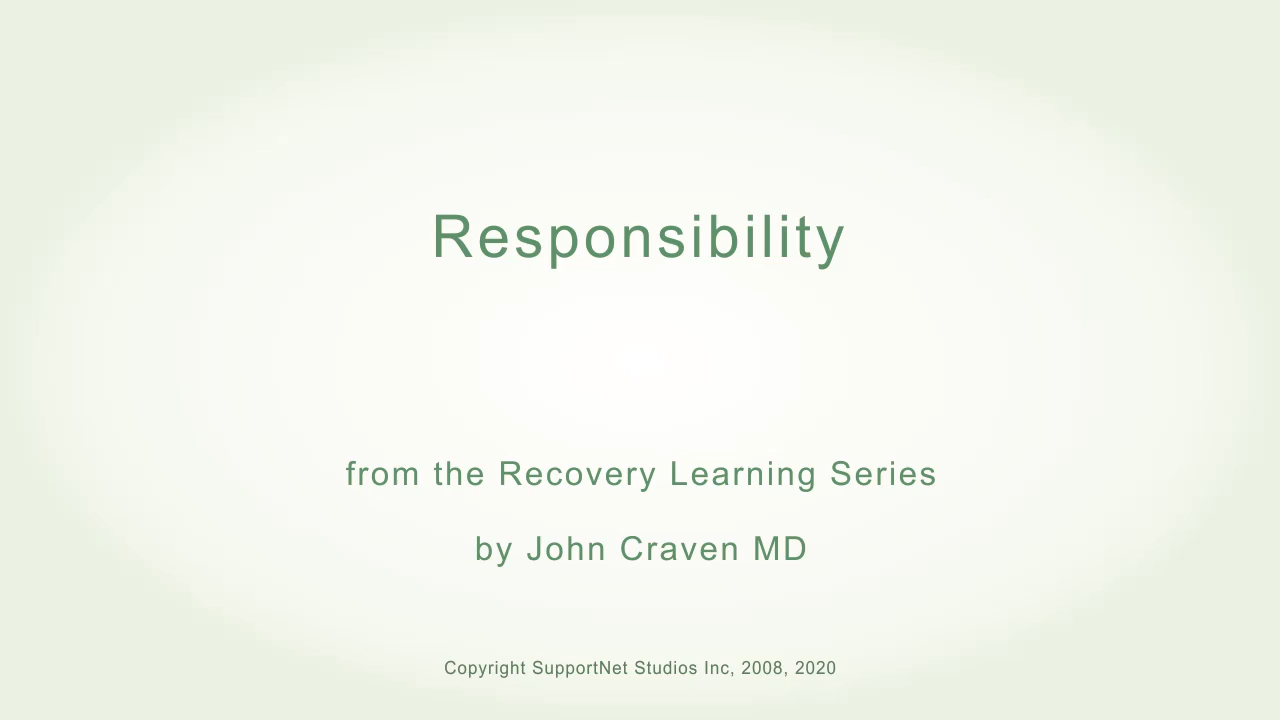 Responsibility
from the Recovery Learning Series
by John Craven MD
Copyright SupportNet Studios Inc, 2008, 2020